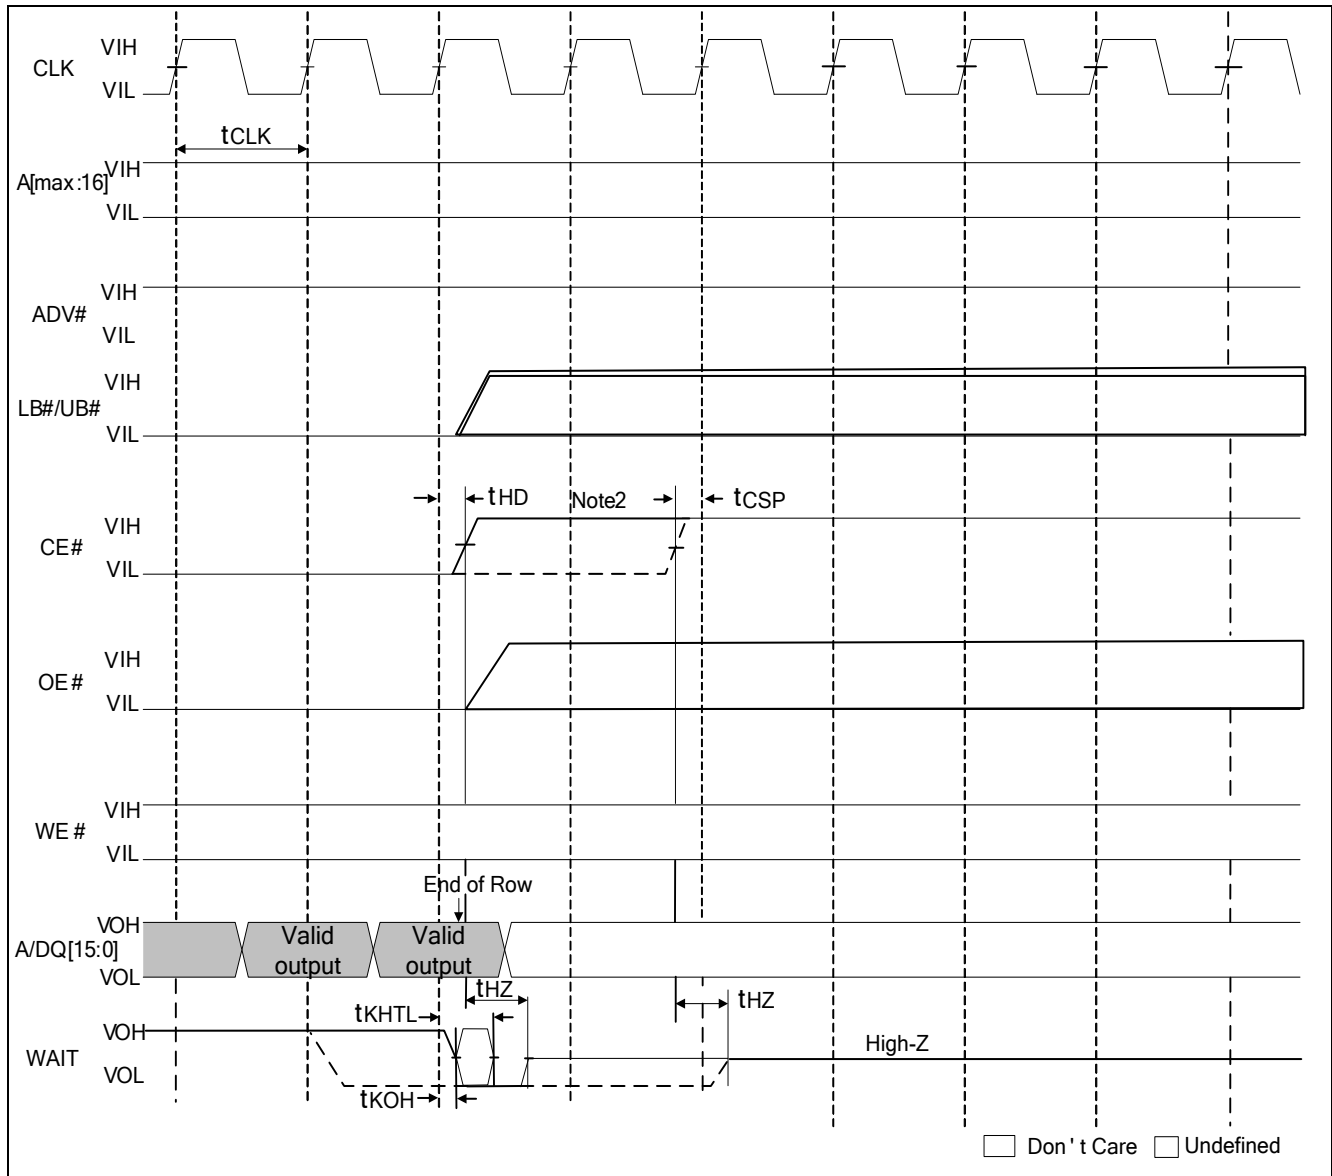 VIH
CLK
VIL
tCLK
VIH
A[max:16]
VIL
VIH
ADV#
VIL
VIH
LB#/UB#
VIL
tHD
Note2
tCSP
VIH
CE#
VIL
VIH
OE#
VIL
VIH
WE#
VIL
End of Row
VOH
A/DQ[15:0]
VOL
Valid
output
Valid
output
tHZ
tHZ
tKHTL
VOH
WAIT
VOL
High-Z
tKOH
Don't Care
Undefined